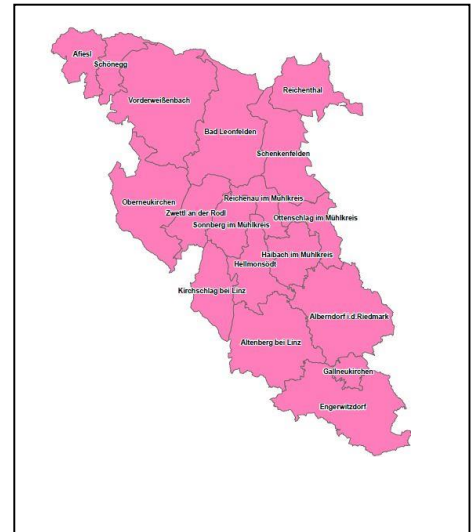 Afiesl
Schönegg
Reichenthal
Vorderweißenbach
Bad Leonfelden
Schenkenfelden
Reichenau im Mühlkreis
Oberneukirchen
Zwettl an der Rodl
Ottenschlag im Mühlkreis
Sonnberg im Mühlkreis
Haibach im Mühlkreis
Hellmonsödt
Kirchschlag bei Linz
Alberndorf i.d.Riedmark
Altenberg bei Linz
Gallneukirchen
Engerwitzdorf